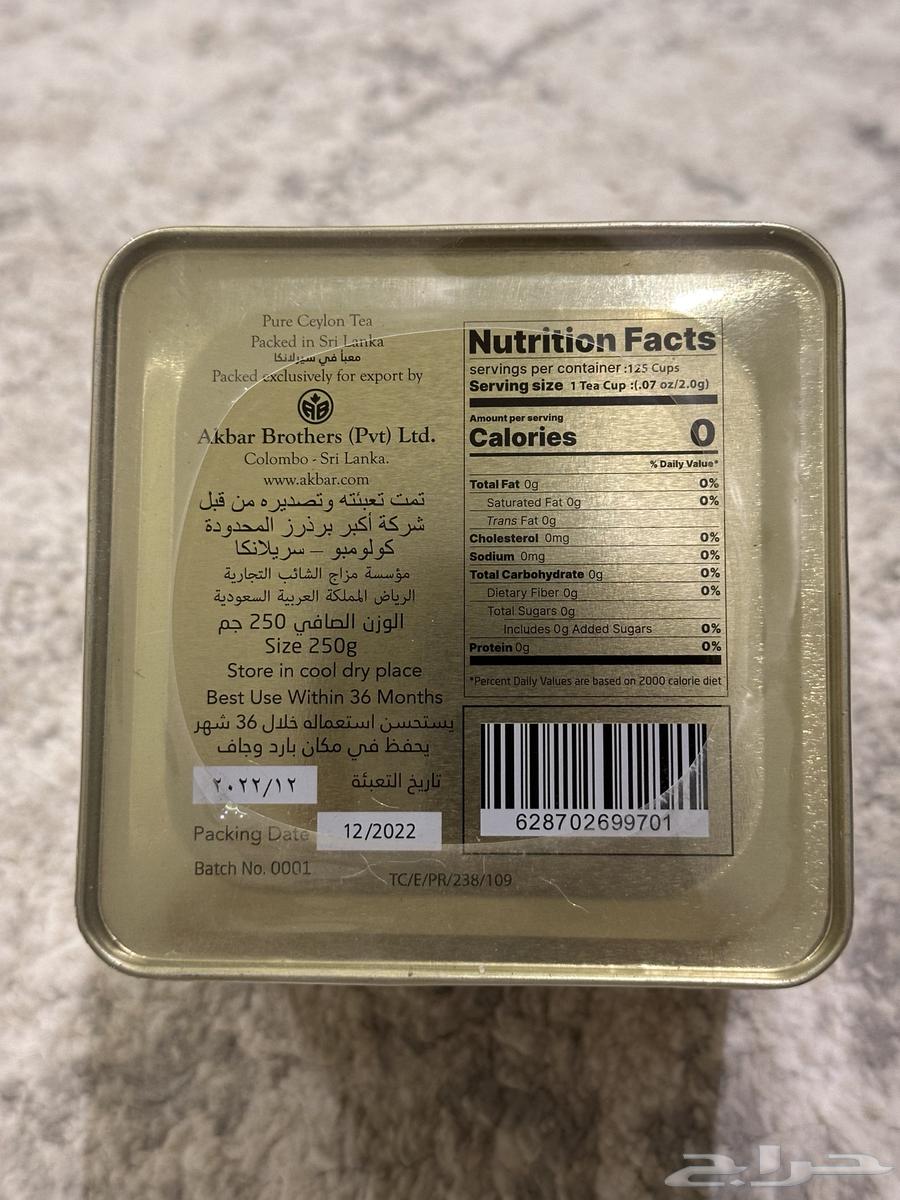 Pure Ceylon Tea
Packed in Sri Lanka
معبأ في سيرلانكا
Packed exclusively for export by
AB
Akbar Brothers (Pvt) Ltd.
Colombo - Sri Lanka.
www.akbar.com
تمت تعبئته وتصديره من قبل
شركة أكبر برذرز المحدودة
كولومبو – سريلانكا
مؤسسة مزاج الشائب التجارية
الرياض المملكة العربية السعودية
الوزن الصافي 250 جم
Size 250g
Store in cool dry place
Best Use Within 36 Months
يستحسن استعماله خلال 36 شهر
يحفظ في مكان بارد وجاف
تاريخ التعبئة ٢٠٢٢/١٢
Packing Date 12/2022
Batch No. 0001
TC/E/PR/238/109
Nutrition Facts
servings per container :125 Cups
Serving size 1 Tea Cup :(.07 oz/2.0g)
Amount per serving
Calories 0
% Daily Value*
Total Fat 0g 0%
Saturated Fat 0g 0%
Trans Fat 0g
Cholesterol 0mg 0%
Sodium 0mg 0%
Total Carbohydrate 0g 0%
Dietary Fiber 0g 0%
Total Sugars 0g
Includes 0g Added Sugars 0%
Protein 0g 0%
*Percent Daily Values are based on 2000 calorie diet
628702699701
حراج